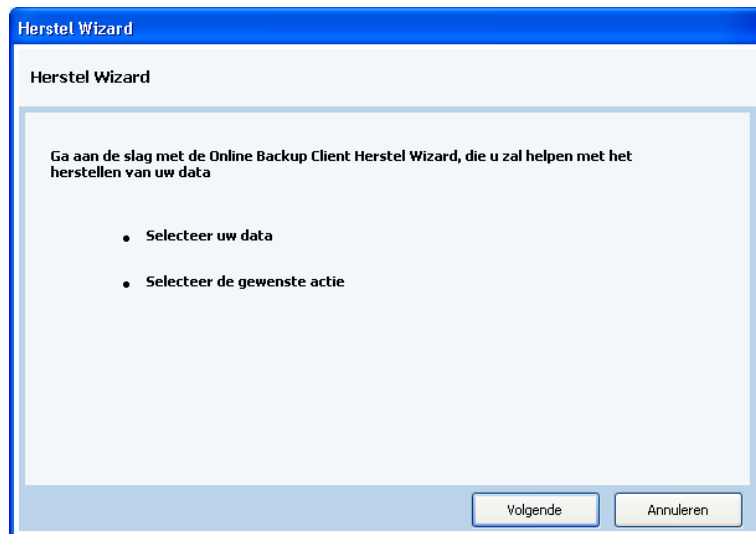 Herstel Wizard
Herstel Wizard
Ga aan de slag met de Online Backup Client Herstel Wizard, die u zal helpen met het
herstellen van uw data
• Selecteer uw data
• Selecteer de gewenste actie
Volgende
Annuleren